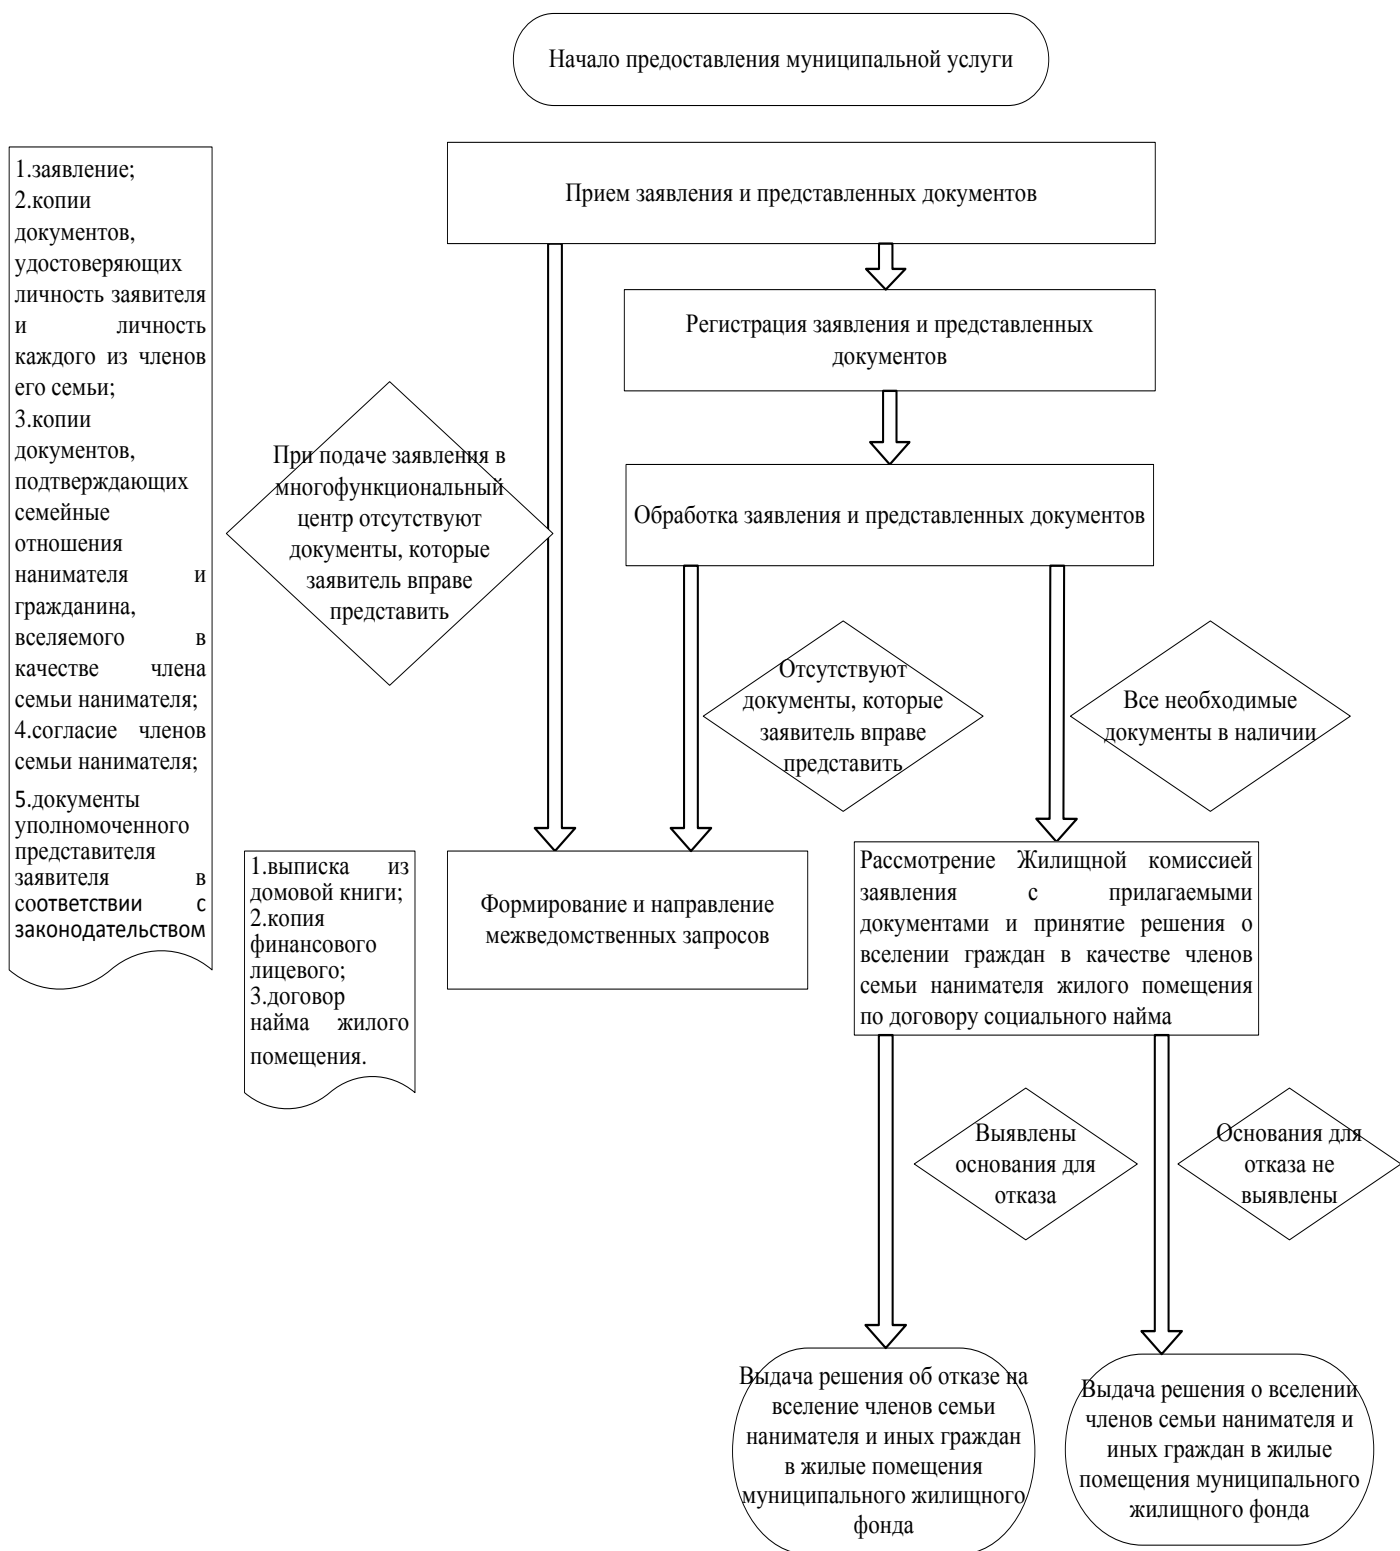 Начало предоставления муниципальной услуги
1.заявление;
2.копии
документов,
удостоверяющих
личность заявителя
и личность
каждого из членов
его семьи;
3.копии
документов,
подтверждающих
семейные
отношения
нанимателя и
гражданина,
вселяемого в
качестве члена
семьи нанимателя;
4.согласие членов
семьи нанимателя;
5.документы
уполномоченного
представителя
заявителя в
соответствии с
законодательством
Прием заявления и представленных документов
Регистрация заявления и представленных
документов
При подаче заявления в
многофункциональный
центр отсутствуют
документы, которые
заявитель вправе
представить
Обработка заявления и представленных документов
Отсутствуют
документы, которые
заявитель вправе
представить
Все необходимые
документы в наличии
1.выписка из
домовой книги;
2.копия
финансового
лицевого;
3.договор
найма жилого
помещения.
Формирование и направление
межведомственных запросов
Рассмотрение Жилищной комиссией
заявления с прилагаемыми
документами и принятие решения о
вселении граждан в качестве членов
семьи нанимателя жилого помещения
по договору социального найма
Выявлены
основания для
отказа
Основания для
отказа не
выявлены
Выдача решения об отказе на
вселение членов семьи
нанимателя и иных граждан
в жилые помещения
муниципального жилищного
фонда
Выдача решения о вселении
членов семьи нанимателя и
иных граждан в жилые
помещения муниципального
жилищного фонда